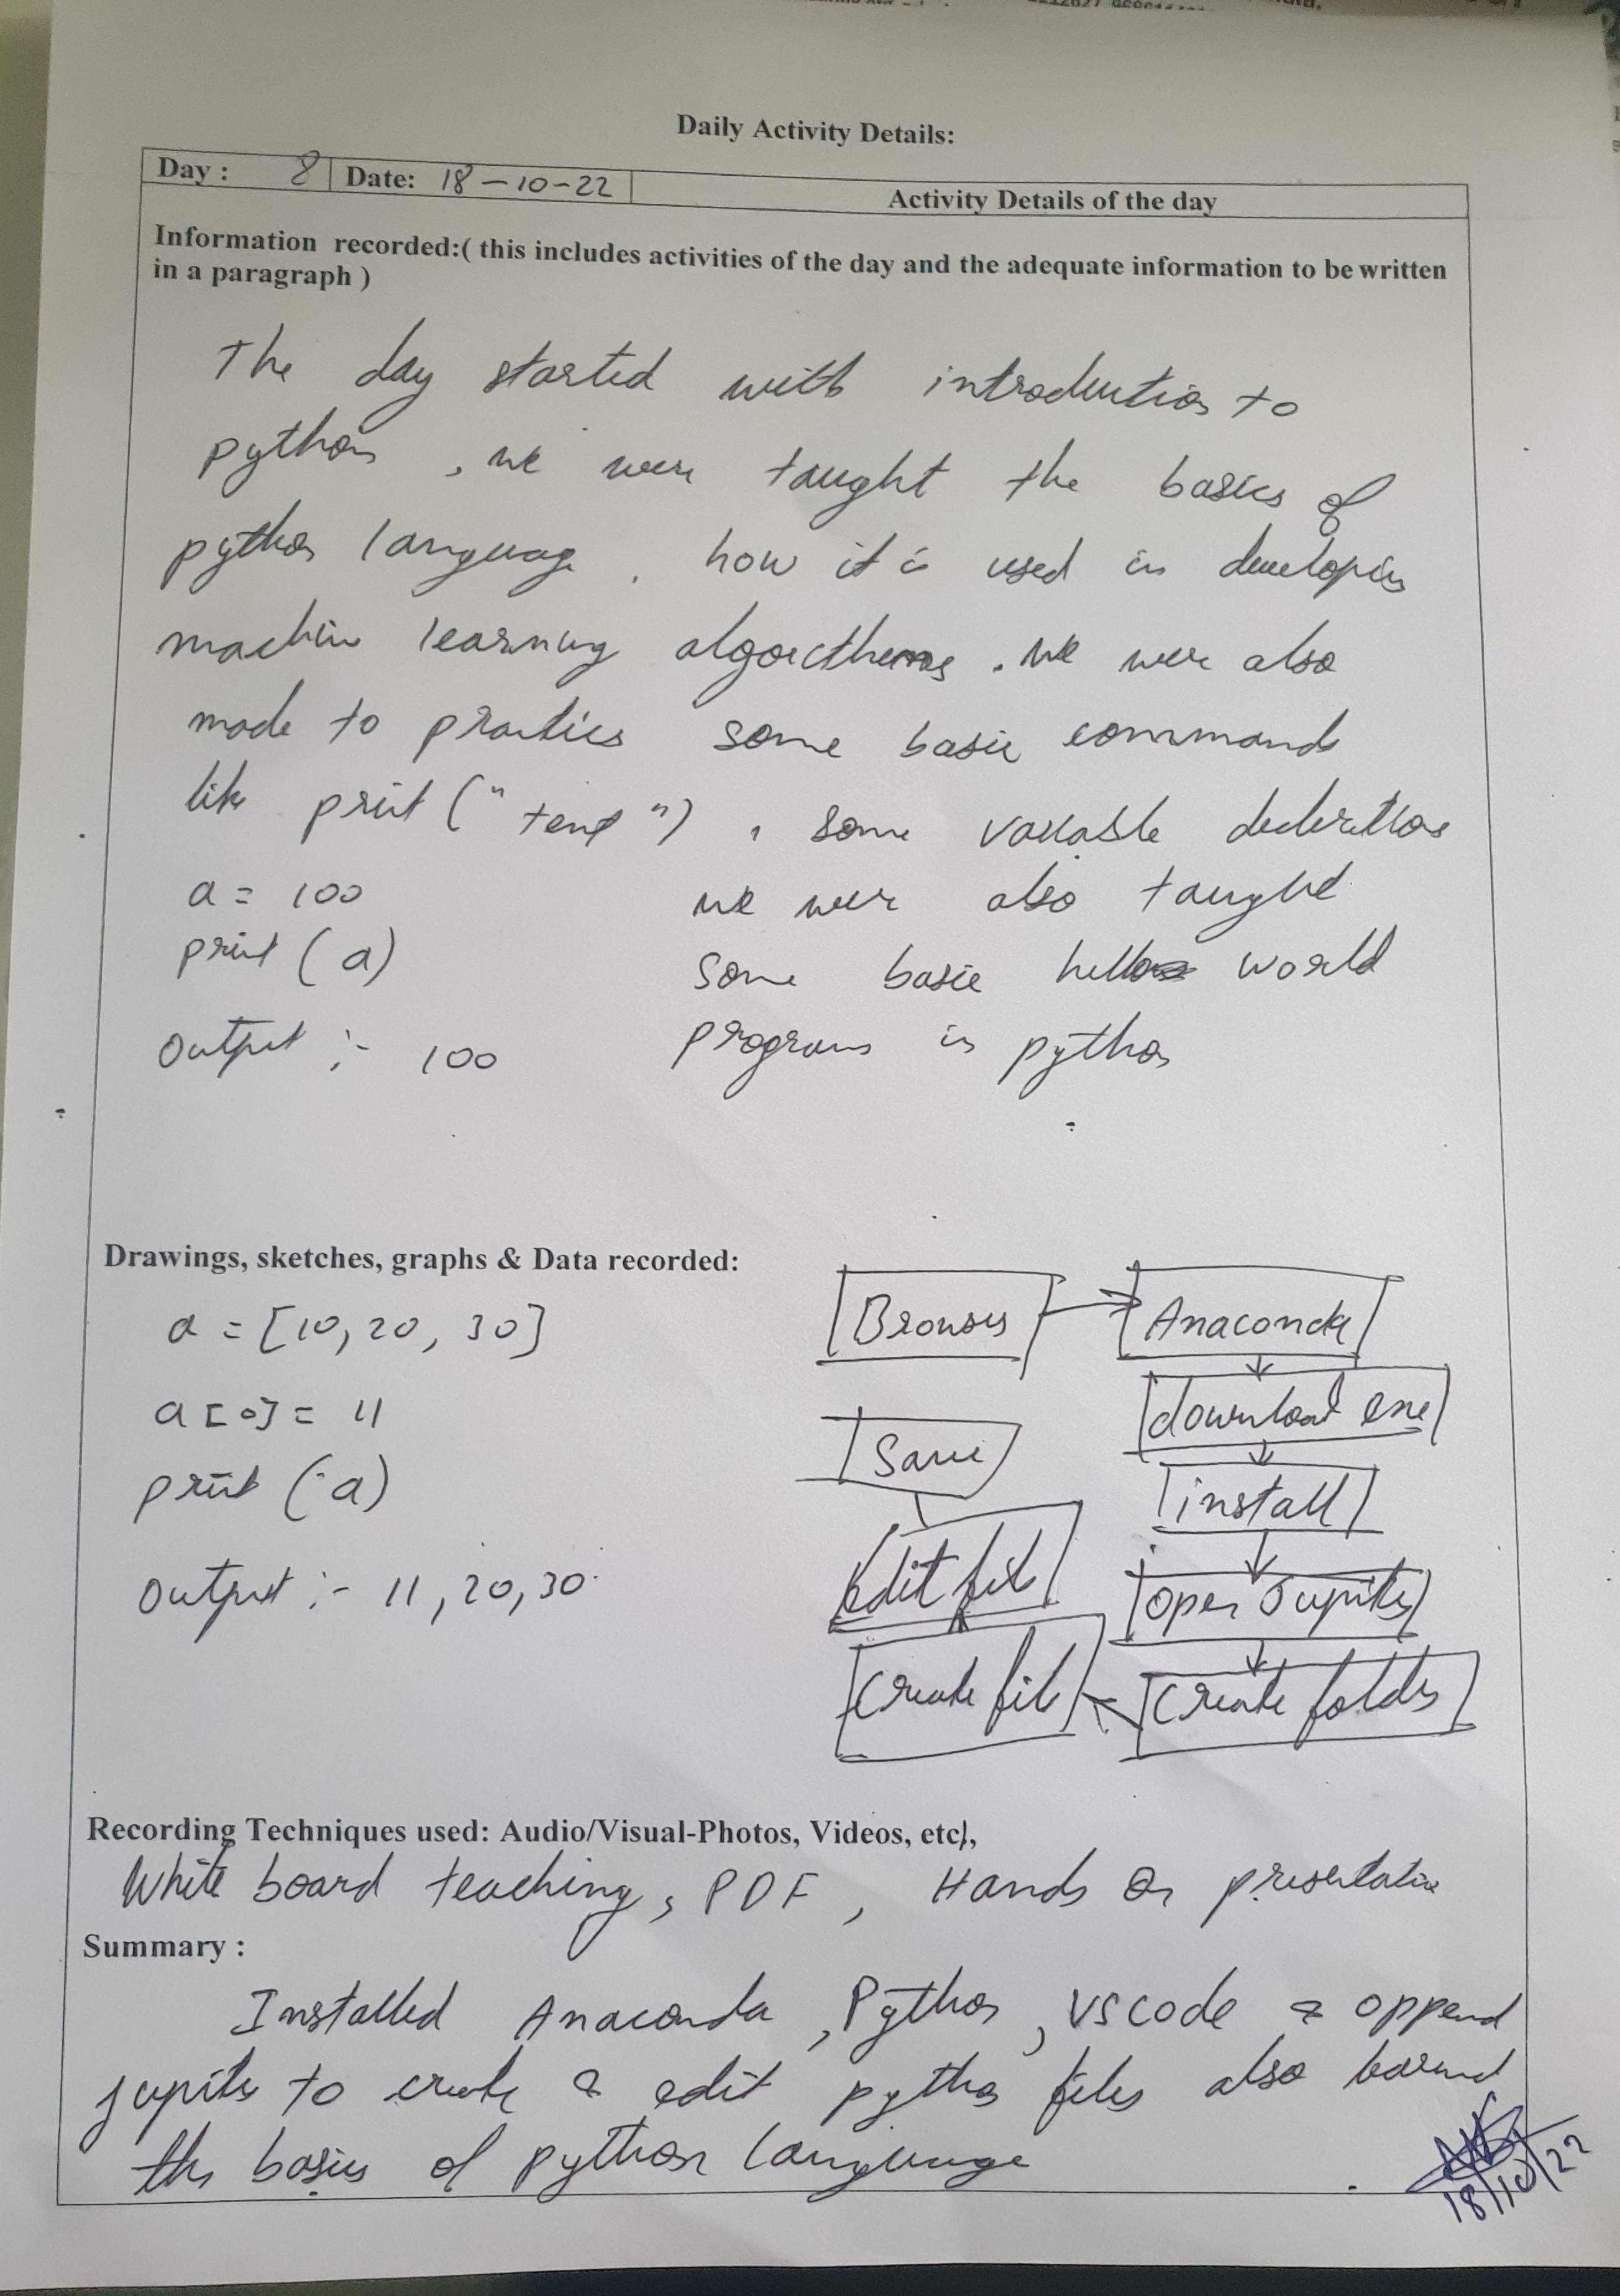 Daily Activity Details:
Day : 8 Date: 18-10-22 Activity Details of the day
Information recorded:( this includes activities of the day and the adequate information to be written
in a paragraph )
The day started with introduction to
python , we were taught the basics of
python language , how it is used in developing
machine learning algorithems . we were also
made to practies some basic commands
like print (" text ") , some variable
a = 100
print (a)
Output :- 100
we were also taught
some basic hello world
programs in python
Drawings, sketches, graphs & Data recorded:
a = [10, 20, 30]
a[0] = 11
print (a)
Output :- 11, 20, 30
Browser
Anaconda
download exe
install
open Jupiter
create folder
create file
Edit file
Save
Recording Techniques used: Audio/Visual-Photos, Videos, etc),
White board teaching, PDF, Hands on presentation
Summary :
Installed Anaconda , Python , VS code & oppend
jupiter to create & edit python files also learned
the basics of python language
18/10/22